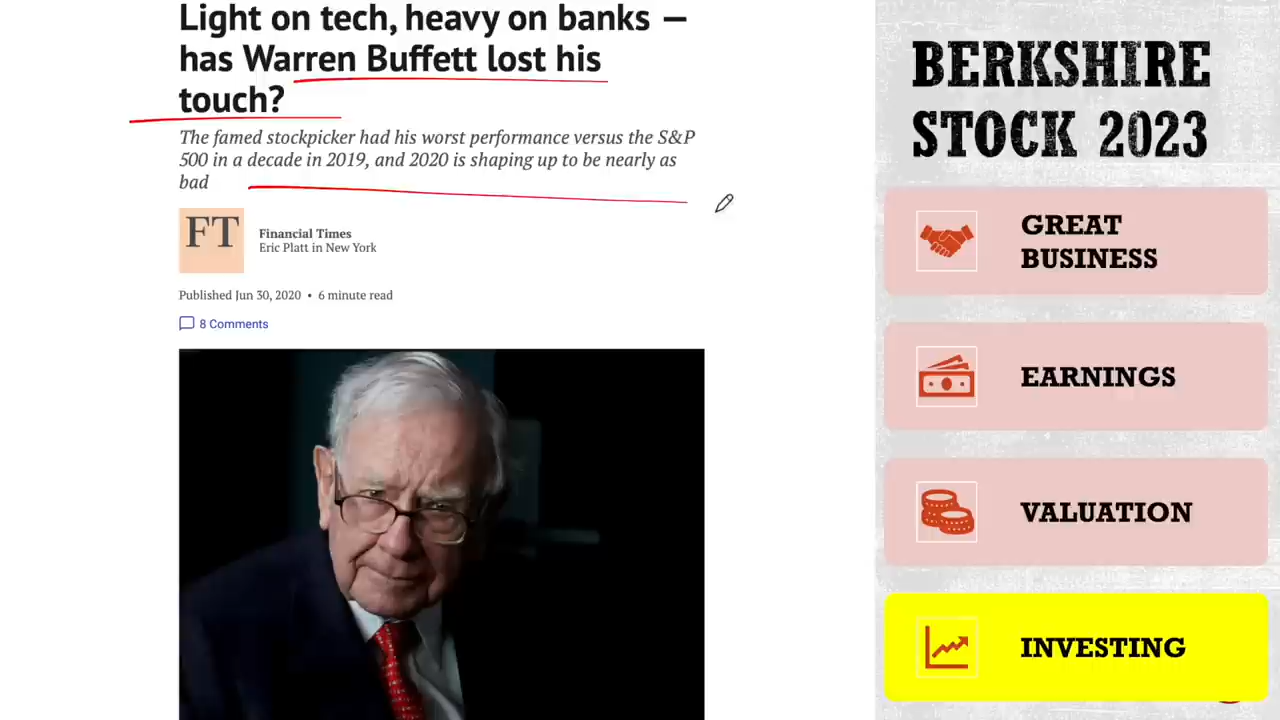 Light on tech, heavy on banks —
has Warren Buffett lost his
touch?
The famed stockpicker had his worst performance versus the S&P
500 in a decade in 2019, and 2020 is shaping up to be nearly as
bad
FT
Financial Times
Eric Platt in New York
Published Jun 30, 2020 • 6 minute read
8 Comments
BERKSHIRE
STOCK 2023
GREAT
BUSINESS
EARNINGS
VALUATION
INVESTING